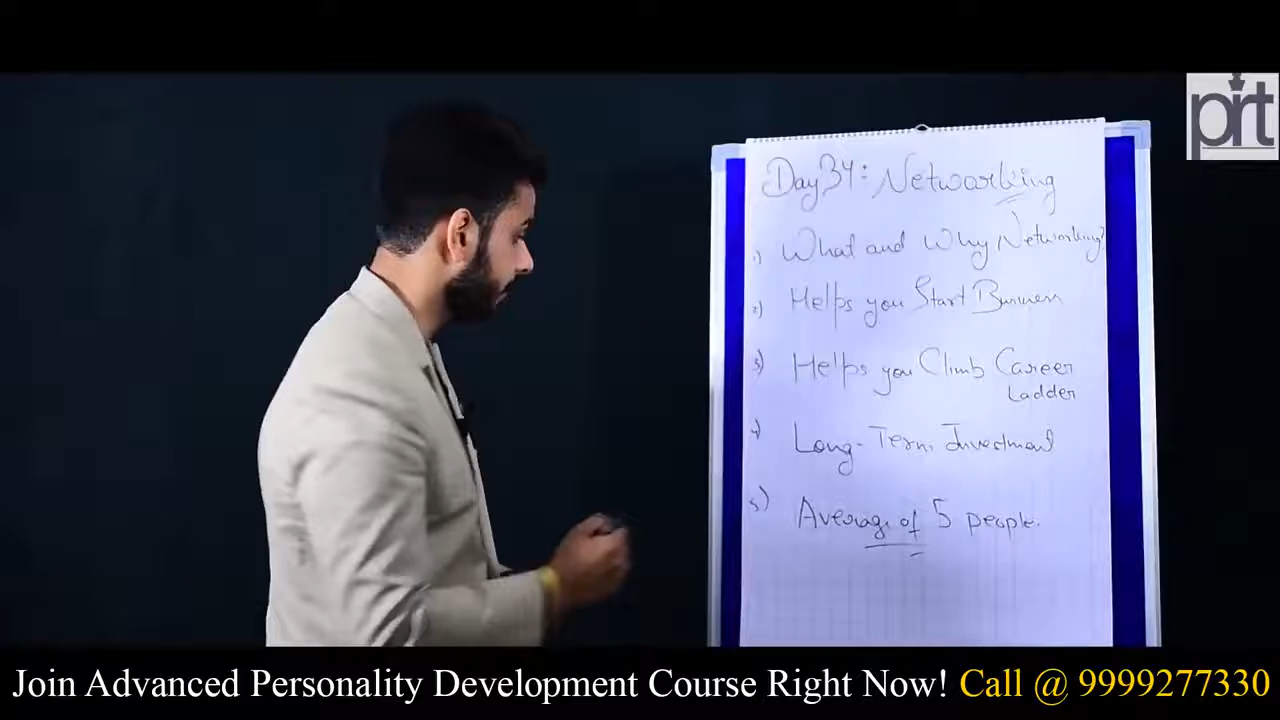 prt
Day 34: Networking
1) What and Why Networking?
2) Helps you Start Business
3) Helps you Climb Career
Ladder
4) Long-Term Investment
5) Average of 5 people.
Join Advanced Personality Development Course Right Now! Call @ 9999277330